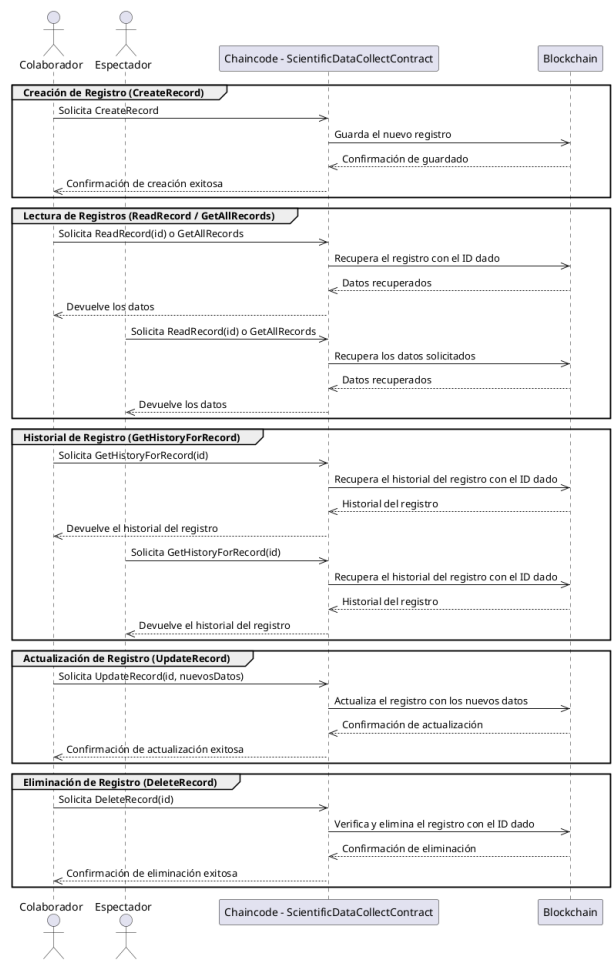 Colaborador
Espectador
Chaincode - ScientificDataCollectContract
Blockchain
Creación de Registro (CreateRecord)
Solicita CreateRecord
Guarda el nuevo registro
Confirmación de guardado
Confirmación de creación exitosa
Lectura de Registros (ReadRecord / GetAllRecords)
Solicita ReadRecord(id) o GetAllRecords
Recupera el registro con el ID dado
Datos recuperados
Devuelve los datos
Solicita ReadRecord(id) o GetAllRecords
Recupera los datos solicitados
Datos recuperados
Devuelve los datos
Historial de Registro (GetHistoryForRecord)
Solicita GetHistoryForRecord(id)
Recupera el historial del registro con el ID dado
Historial del registro
Devuelve el historial del registro
Solicita GetHistoryForRecord(id)
Recupera el historial del registro con el ID dado
Historial del registro
Devuelve el historial del registro
Actualización de Registro (UpdateRecord)
Solicita UpdateRecord(id, nuevosDatos)
Actualiza el registro con los nuevos datos
Confirmación de actualización
Confirmación de actualización exitosa
Eliminación de Registro (DeleteRecord)
Solicita DeleteRecord(id)
Verifica y elimina el registro con el ID dado
Confirmación de eliminación
Confirmación de eliminación exitosa
Colaborador
Espectador
Chaincode - ScientificDataCollectContract
Blockchain